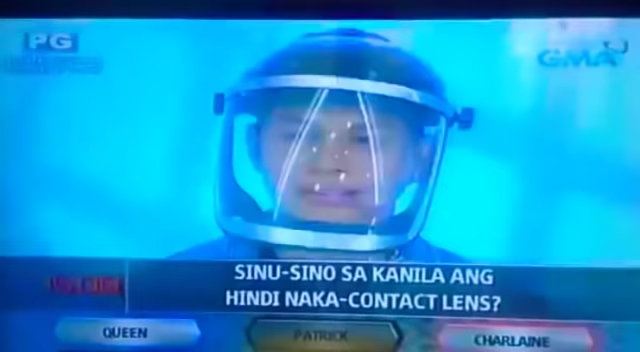 PG
GMA
SINU-SINO SA KANILA ANG
HINDI NAKA-CONTACT LENS?
QUEEN
PATRICK
CHARLAINE